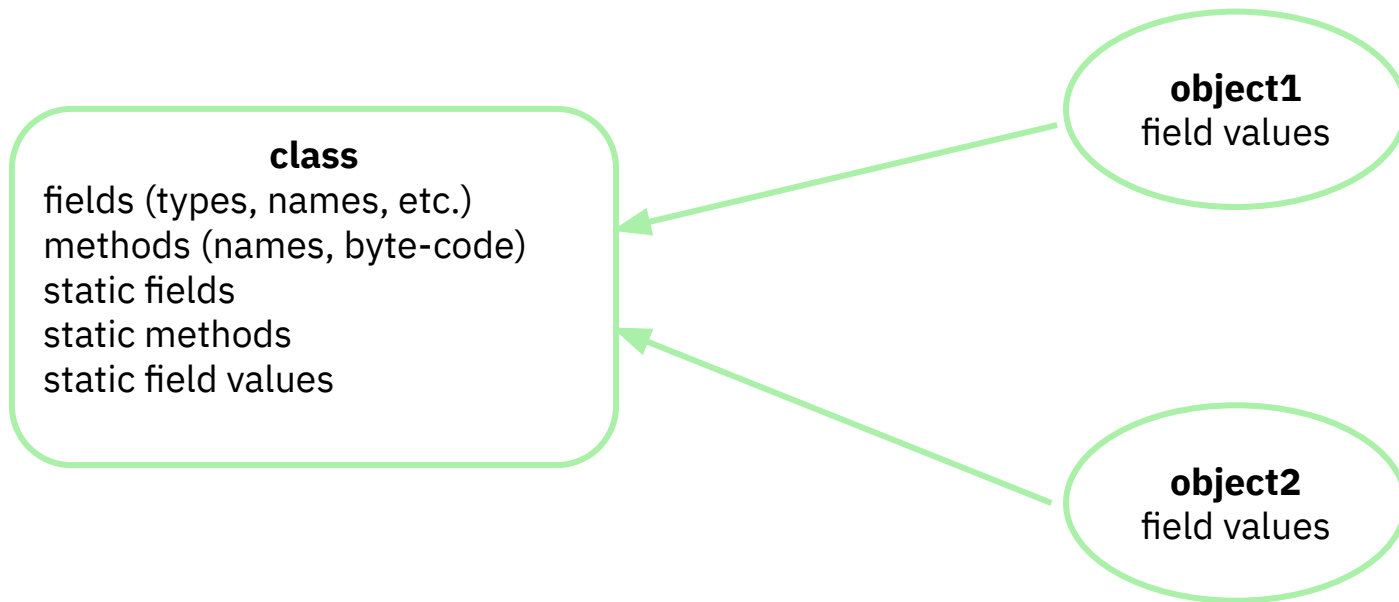 class
fields (types, names, etc.)
methods (names, byte-code)
static fields
static methods
static field values
object1
field values
object2
field values